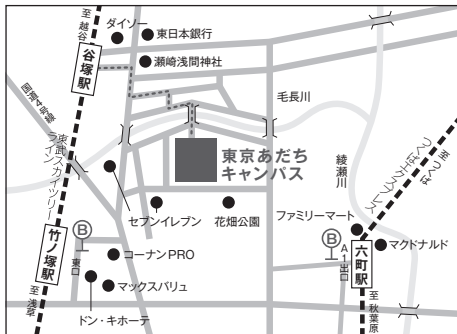 至 越谷
ダイソー
東日本銀行
谷塚駅
瀬崎浅間神社
国道4号線
毛長川
東武スカイツリー
ライン
東京あだち
キャンパス
綾瀬川
至 つくば
つくばエクスプレス
セブンイレブン
花畑公園
ファミリーマート
B
竹ノ塚駅
東口
コーナンPRO
B
A1出口
六町駅
マクドナルド
マックスバリュ
至 浅草
ドン・キホーテ
至 秋葉原